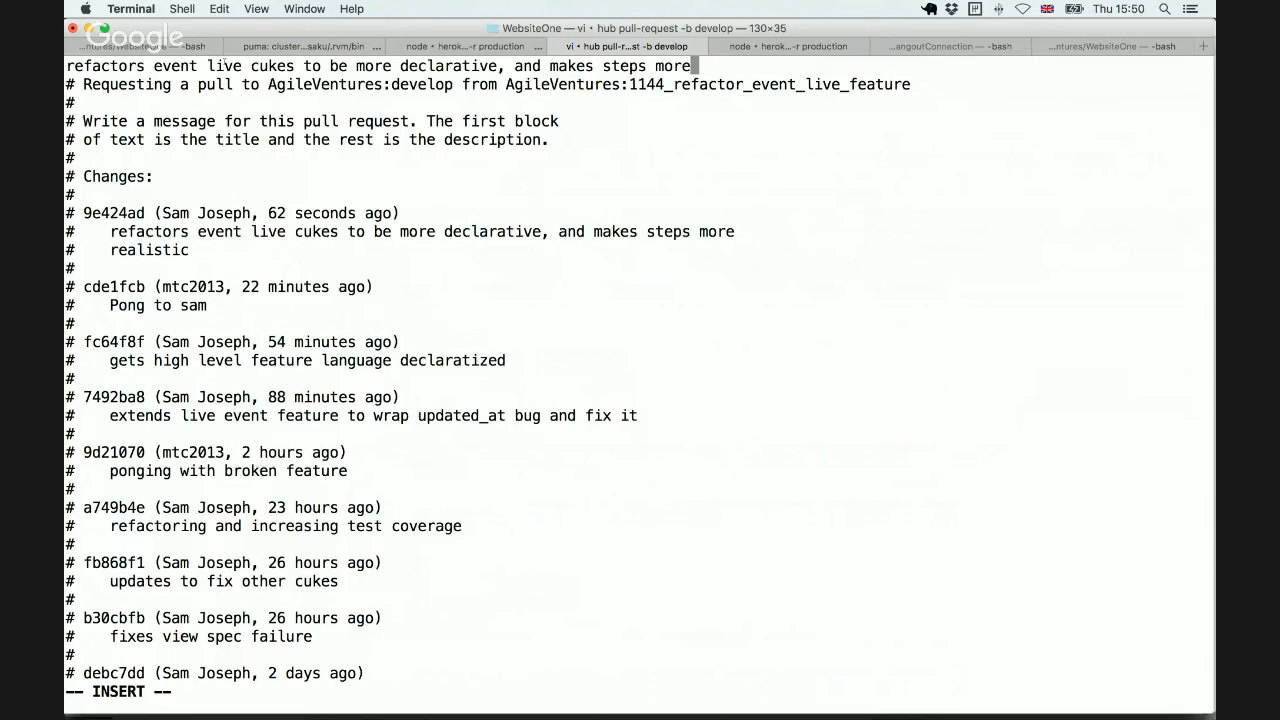 Terminal Shell Edit View Window Help Thu 15:50
Google
WebsiteOne — vi • hub pull-request -b develop — 130×35
...ntures/WebsiteOne — -bash puma: cluster...saku/.rvm/bin ... node • herok...-r production ... vi • hub pull-r...st -b develop node • herok...-r production ...angoutConnection — -bash ...ntures/WebsiteOne — -bash
refactors event live cukes to be more declarative, and makes steps more
# Requesting a pull to AgileVentures:develop from AgileVentures:1144_refactor_event_live_feature
#
# Write a message for this pull request. The first block
# of text is the title and the rest is the description.
#
# Changes:
#
# 9e424ad (Sam Joseph, 62 seconds ago)
#    refactors event live cukes to be more declarative, and makes steps more
#    realistic
#
# cde1fcb (mtc2013, 22 minutes ago)
#    Pong to sam
#
# fc64f8f (Sam Joseph, 54 minutes ago)
#    gets high level feature language declaratized
#
# 7492ba8 (Sam Joseph, 88 minutes ago)
#    extends live event feature to wrap updated_at bug and fix it
#
# 9d21070 (mtc2013, 2 hours ago)
#    ponging with broken feature
#
# a749b4e (Sam Joseph, 23 hours ago)
#    refactoring and increasing test coverage
#
# fb868f1 (Sam Joseph, 26 hours ago)
#    updates to fix other cukes
#
# b30cbfb (Sam Joseph, 26 hours ago)
#    fixes view spec failure
#
# debc7dd (Sam Joseph, 2 days ago)
-- INSERT --